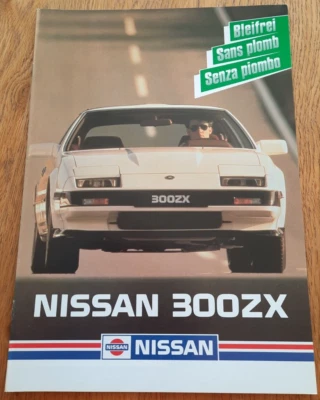 Bleifrei
Sans plomb
Senza piombo
300ZX
NISSAN 300ZX
NISSAN NISSAN